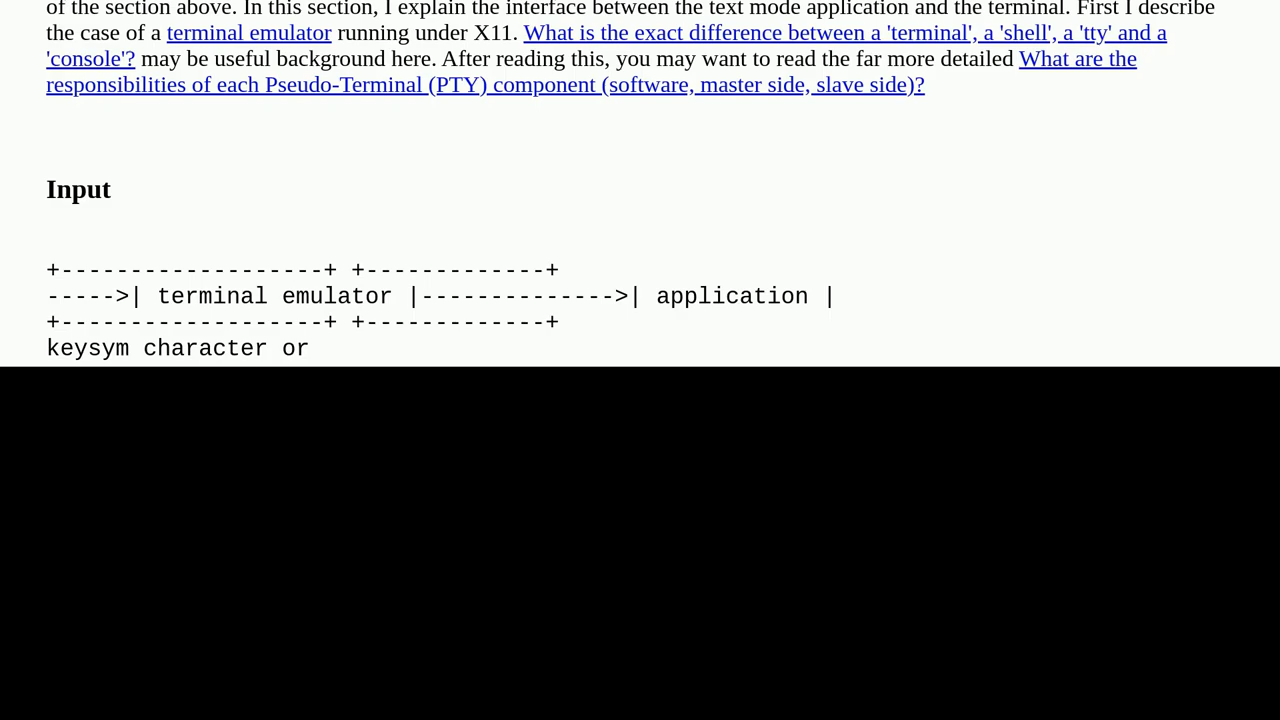 of the section above. In this section, I explain the interface between the text mode application and the terminal. First I describe
the case of a terminal emulator running under X11. What is the exact difference between a 'terminal', a 'shell', a 'tty' and a
'console'? may be useful background here. After reading this, you may want to read the far more detailed What are the
responsibilities of each Pseudo-Terminal (PTY) component (software, master side, slave side)?
Input
+-------------------+ +-------------+
----->| terminal emulator |-------------->| application |
+-------------------+ +-------------+
keysym character or